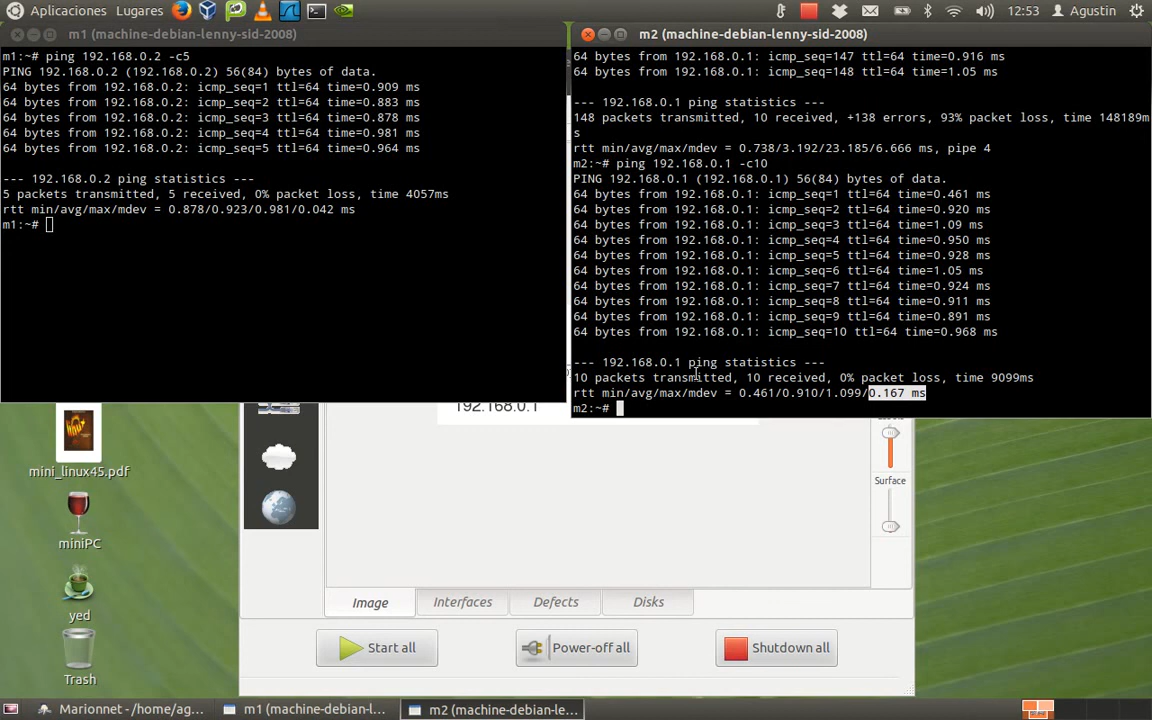 Aplicaciones Lugares 12:53 Agustin
m1 (machine-debian-lenny-sid-2008)
m1:~# ping 192.168.0.2 -c5
PING 192.168.0.2 (192.168.0.2) 56(84) bytes of data.
64 bytes from 192.168.0.2: icmp_seq=1 ttl=64 time=0.909 ms
64 bytes from 192.168.0.2: icmp_seq=2 ttl=64 time=0.883 ms
64 bytes from 192.168.0.2: icmp_seq=3 ttl=64 time=0.878 ms
64 bytes from 192.168.0.2: icmp_seq=4 ttl=64 time=0.981 ms
64 bytes from 192.168.0.2: icmp_seq=5 ttl=64 time=0.964 ms
--- 192.168.0.2 ping statistics ---
5 packets transmitted, 5 received, 0% packet loss, time 4057ms
rtt min/avg/max/mdev = 0.878/0.923/0.981/0.042 ms
m1:~#
m2 (machine-debian-lenny-sid-2008)
64 bytes from 192.168.0.1: icmp_seq=147 ttl=64 time=0.916 ms
64 bytes from 192.168.0.1: icmp_seq=148 ttl=64 time=1.05 ms
--- 192.168.0.1 ping statistics ---
148 packets transmitted, 10 received, +138 errors, 93% packet loss, time 148189m
s
rtt min/avg/max/mdev = 0.738/3.192/23.185/6.666 ms, pipe 4
m2:~# ping 192.168.0.1 -c10
PING 192.168.0.1 (192.168.0.1) 56(84) bytes of data.
64 bytes from 192.168.0.1: icmp_seq=1 ttl=64 time=0.461 ms
64 bytes from 192.168.0.1: icmp_seq=2 ttl=64 time=0.920 ms
64 bytes from 192.168.0.1: icmp_seq=3 ttl=64 time=1.09 ms
64 bytes from 192.168.0.1: icmp_seq=4 ttl=64 time=0.950 ms
64 bytes from 192.168.0.1: icmp_seq=5 ttl=64 time=0.928 ms
64 bytes from 192.168.0.1: icmp_seq=6 ttl=64 time=1.05 ms
64 bytes from 192.168.0.1: icmp_seq=7 ttl=64 time=0.924 ms
64 bytes from 192.168.0.1: icmp_seq=8 ttl=64 time=0.911 ms
64 bytes from 192.168.0.1: icmp_seq=9 ttl=64 time=0.891 ms
64 bytes from 192.168.0.1: icmp_seq=10 ttl=64 time=0.968 ms
--- 192.168.0.1 ping statistics ---
10 packets transmitted, 10 received, 0% packet loss, time 9099ms
rtt min/avg/max/mdev = 0.461/0.910/1.099/0.167 ms
m2:~#
192.168.0.1
Surface
mini_linux45.pdf
miniPC
yed
Trash
Image Interfaces Defects Disks
Start all Power-off all Shutdown all
Marionnet - /home/ag... m1 (machine-debian-l... m2 (machine-debian-le...